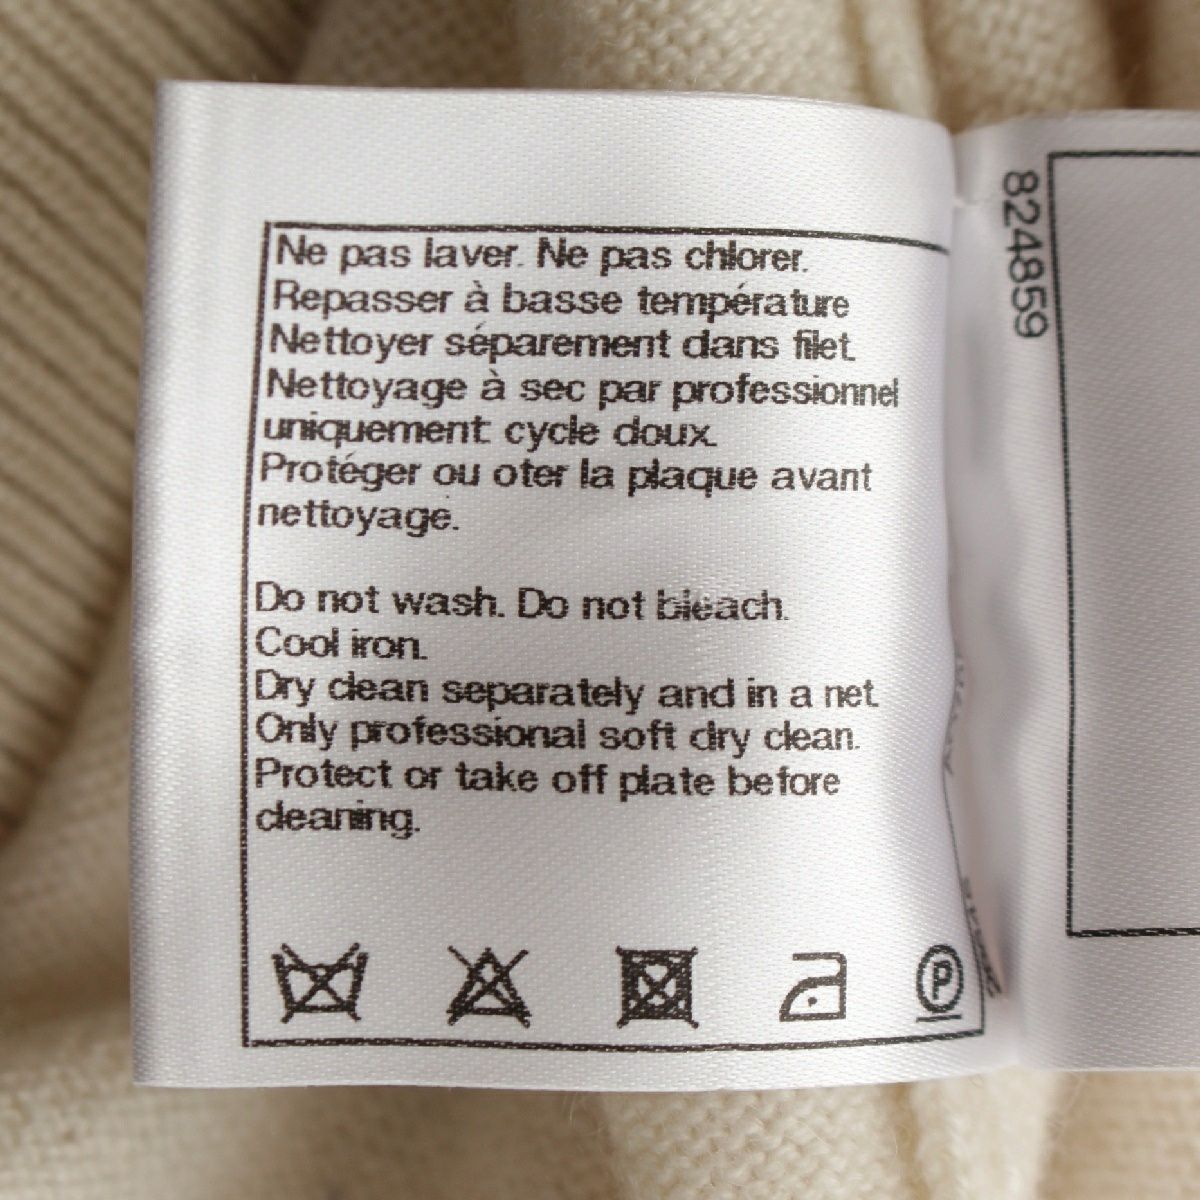 Ne pas laver. Ne pas chlorer.
Repasser à basse température
Nettoyer séparement dans filet.
Nettoyage à sec par professionnel
uniquement: cycle doux.
Protéger ou oter la plaque avant
nettoyage.
Do not wash. Do not bleach.
Cool iron.
Dry clean separately and in a net.
Only professional soft dry clean.
Protect or take off plate before
cleaning.
P
824859